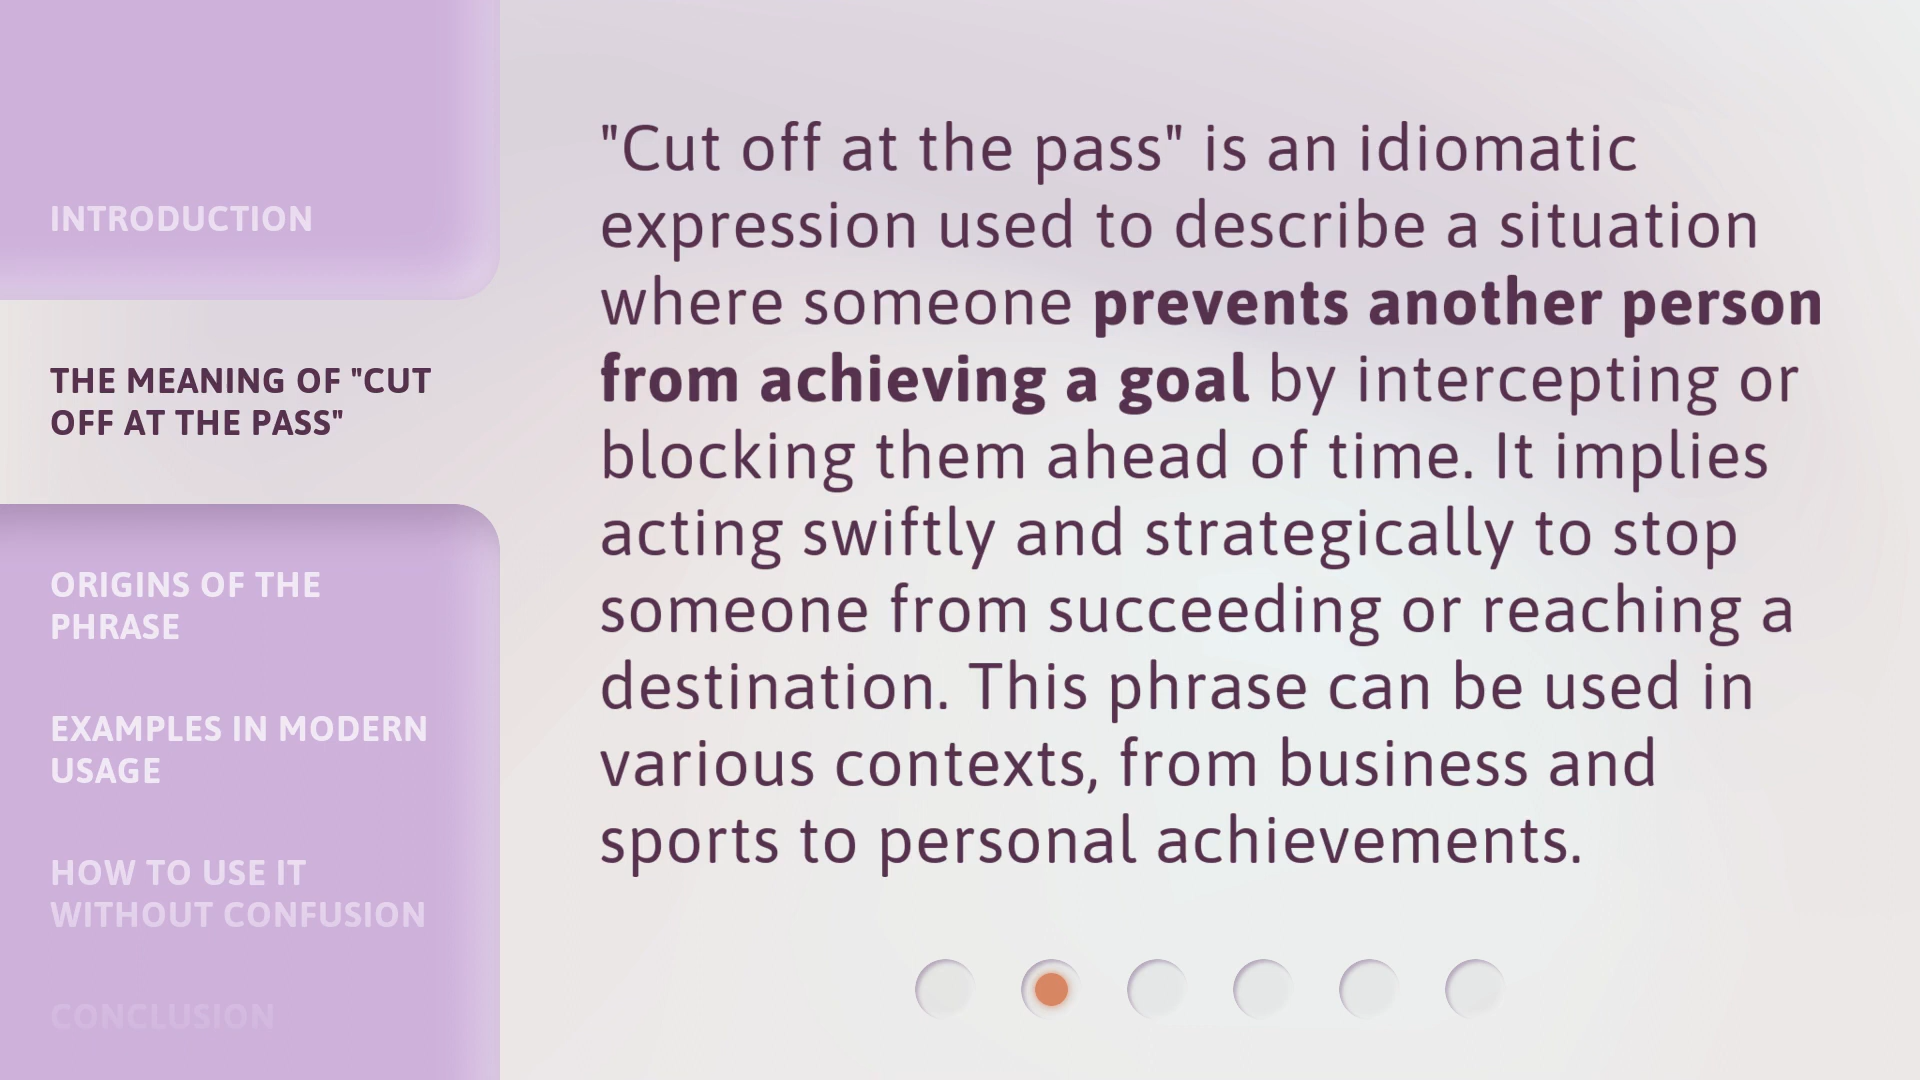 INTRODUCTION
THE MEANING OF "CUT
OFF AT THE PASS"
ORIGINS OF THE
PHRASE
EXAMPLES IN MODERN
USAGE
HOW TO USE IT
WITHOUT CONFUSION
CONCLUSION
"Cut off at the pass" is an idiomatic
expression used to describe a situation
where someone prevents another person
from achieving a goal by intercepting or
blocking them ahead of time. It implies
acting swiftly and strategically to stop
someone from succeeding or reaching a
destination. This phrase can be used in
various contexts, from business and
sports to personal achievements.